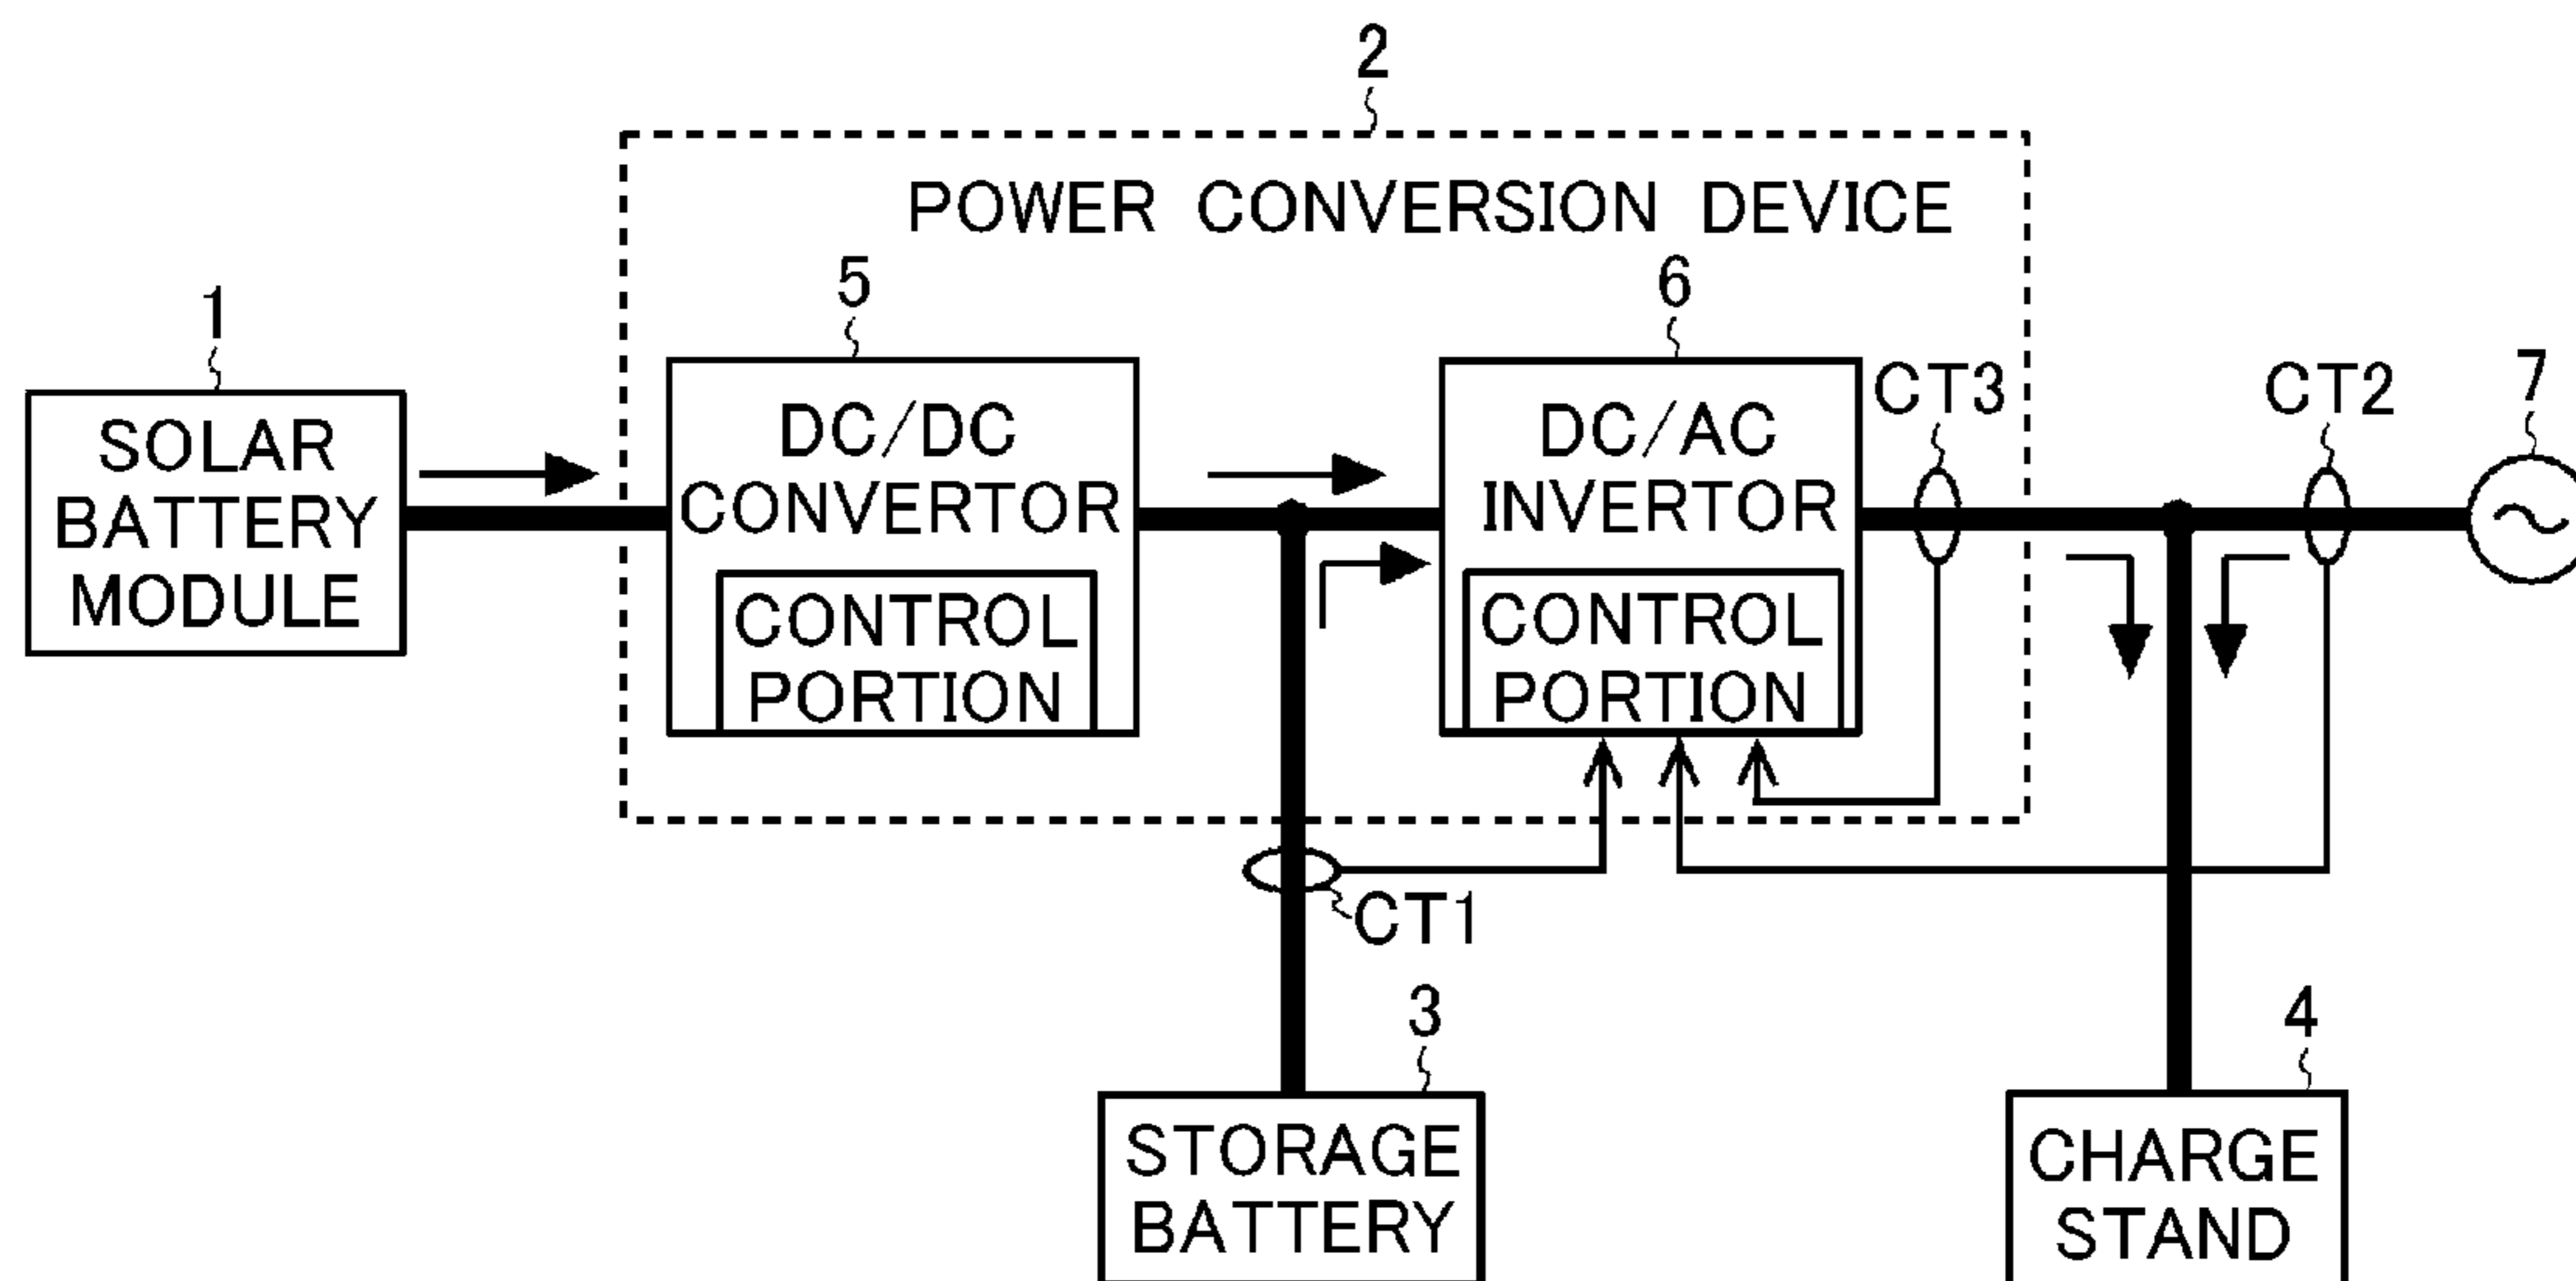 2
POWER CONVERSION DEVICE
1
5
6
CT3
CT2
7
SOLAR
BATTERY
MODULE
DC/DC
CONVERTOR
CONTROL
PORTION
DC/AC
INVERTOR
CONTROL
PORTION
CT1
3
4
STORAGE
BATTERY
CHARGE
STAND